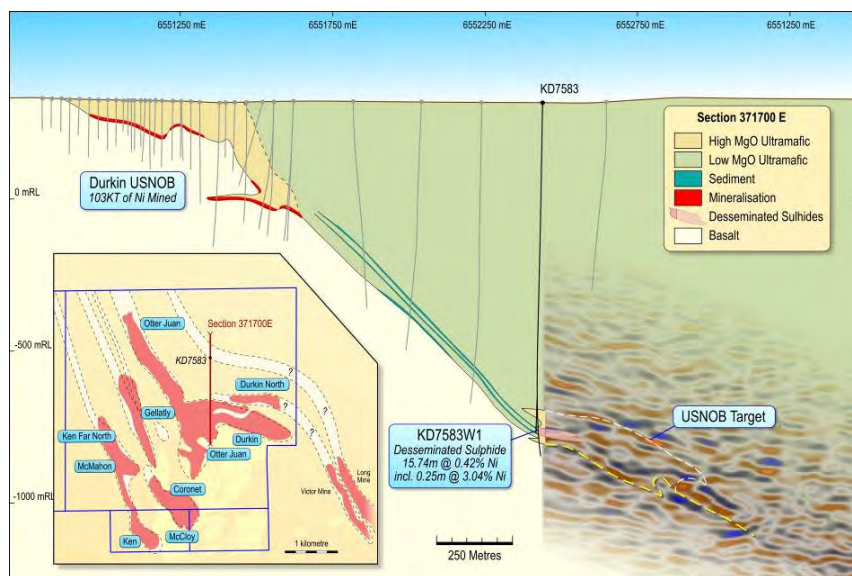 6551250 mE
6551750 mE
6552250 mE
6552750 mE
6551250 mE
KD7583
Section 371700 E
High MgO Ultramafic
Low MgO Ultramafic
Sediment
Mineralisation
Desseminated Sulphides
Basalt
0 mRL
Durkin USNOB
103KT of Ni Mined
-500 mRL
-1000 mRL
Otter Juan
Section 371700E
KD7583
?
Durkin North
?
?
?
Gellatly
Ken Far North
Durkin
Otter Juan
McMahon
Long
Mine
Victor Mine
Coronet
Ken
McCloy
1 kilometre
USNOB Target
KD7583W1
Desseminated Sulphide
15.74m @ 0.42% Ni
incl. 0.25m @ 3.04% Ni
250 Metres